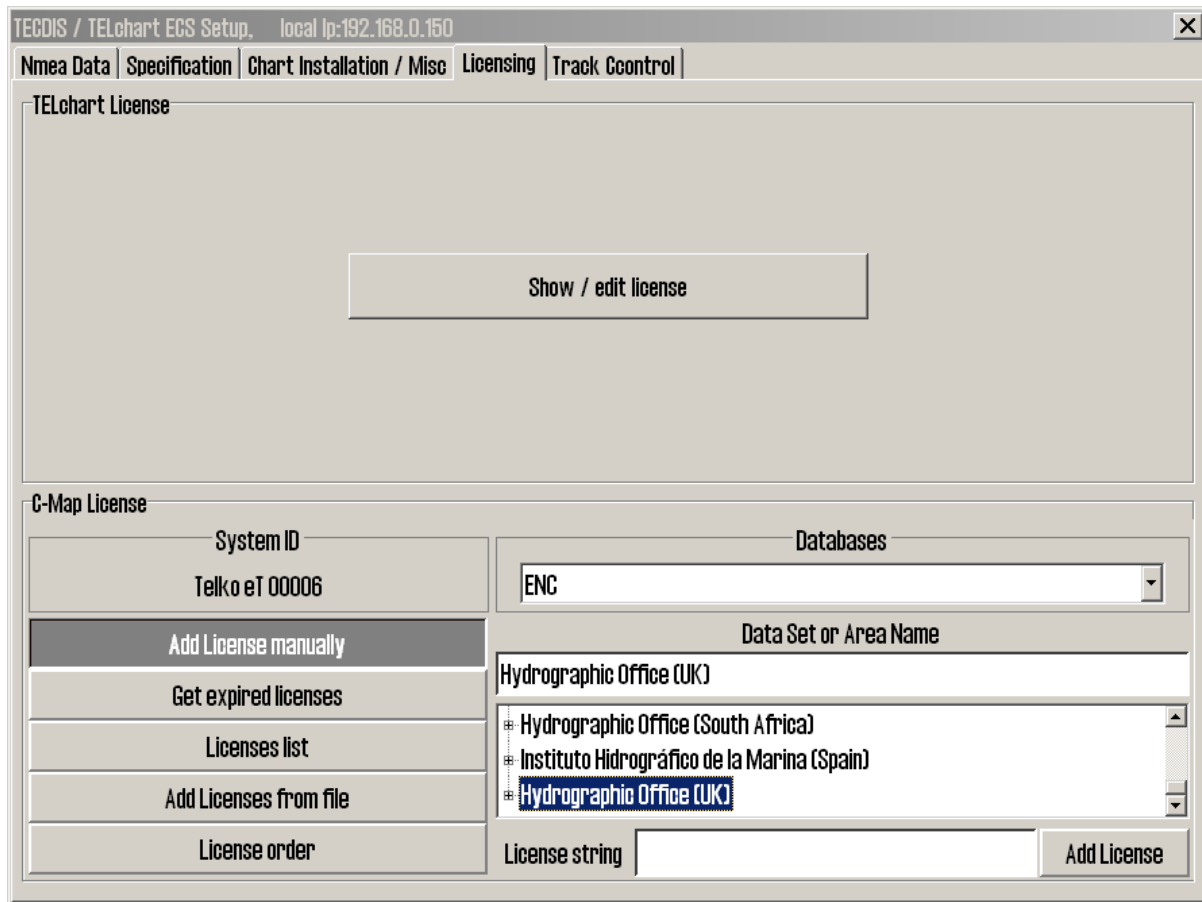 TECDIS / TELchart ECS Setup,   local Ip:192.168.0.150
Nmea Data Specification Chart Installation / Misc Licensing Track Ccontrol
TELchart License
Show / edit license
C-Map License
System ID
Telko eT 00006
Add License manually
Get expired licenses
Licenses list
Add Licenses from file
License order
Databases
ENC
Data Set or Area Name
Hydrographic Office (UK)
Hydrographic Office (South Africa)
Instituto Hidrográfico de la Marina (Spain)
Hydrographic Office (UK)
License string
Add License